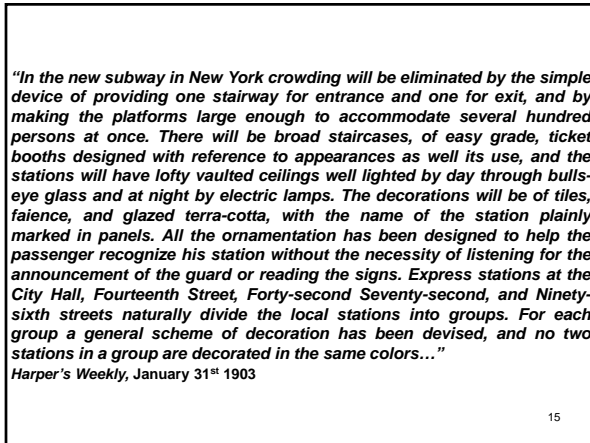 “In the new subway in New York crowding will be eliminated by the simple
device of providing one stairway for entrance and one for exit, and by
making the platforms large enough to accommodate several hundred
persons at once. There will be broad staircases, of easy grade, ticket
booths designed with reference to appearances as well its use, and the
stations will have lofty vaulted ceilings well lighted by day through bulls-
eye glass and at night by electric lamps. The decorations will be of tiles,
faience, and glazed terra-cotta, with the name of the station plainly
marked in panels. All the ornamentation has been designed to help the
passenger recognize his station without the necessity of listening for the
announcement of the guard or reading the signs. Express stations at the
City Hall, Fourteenth Street, Forty-second Seventy-second, and Ninety-
sixth streets naturally divide the local stations into groups. For each
group a general scheme of decoration has been devised, and no two
stations in a group are decorated in the same colors…”
Harper’s Weekly, January 31st 1903
15